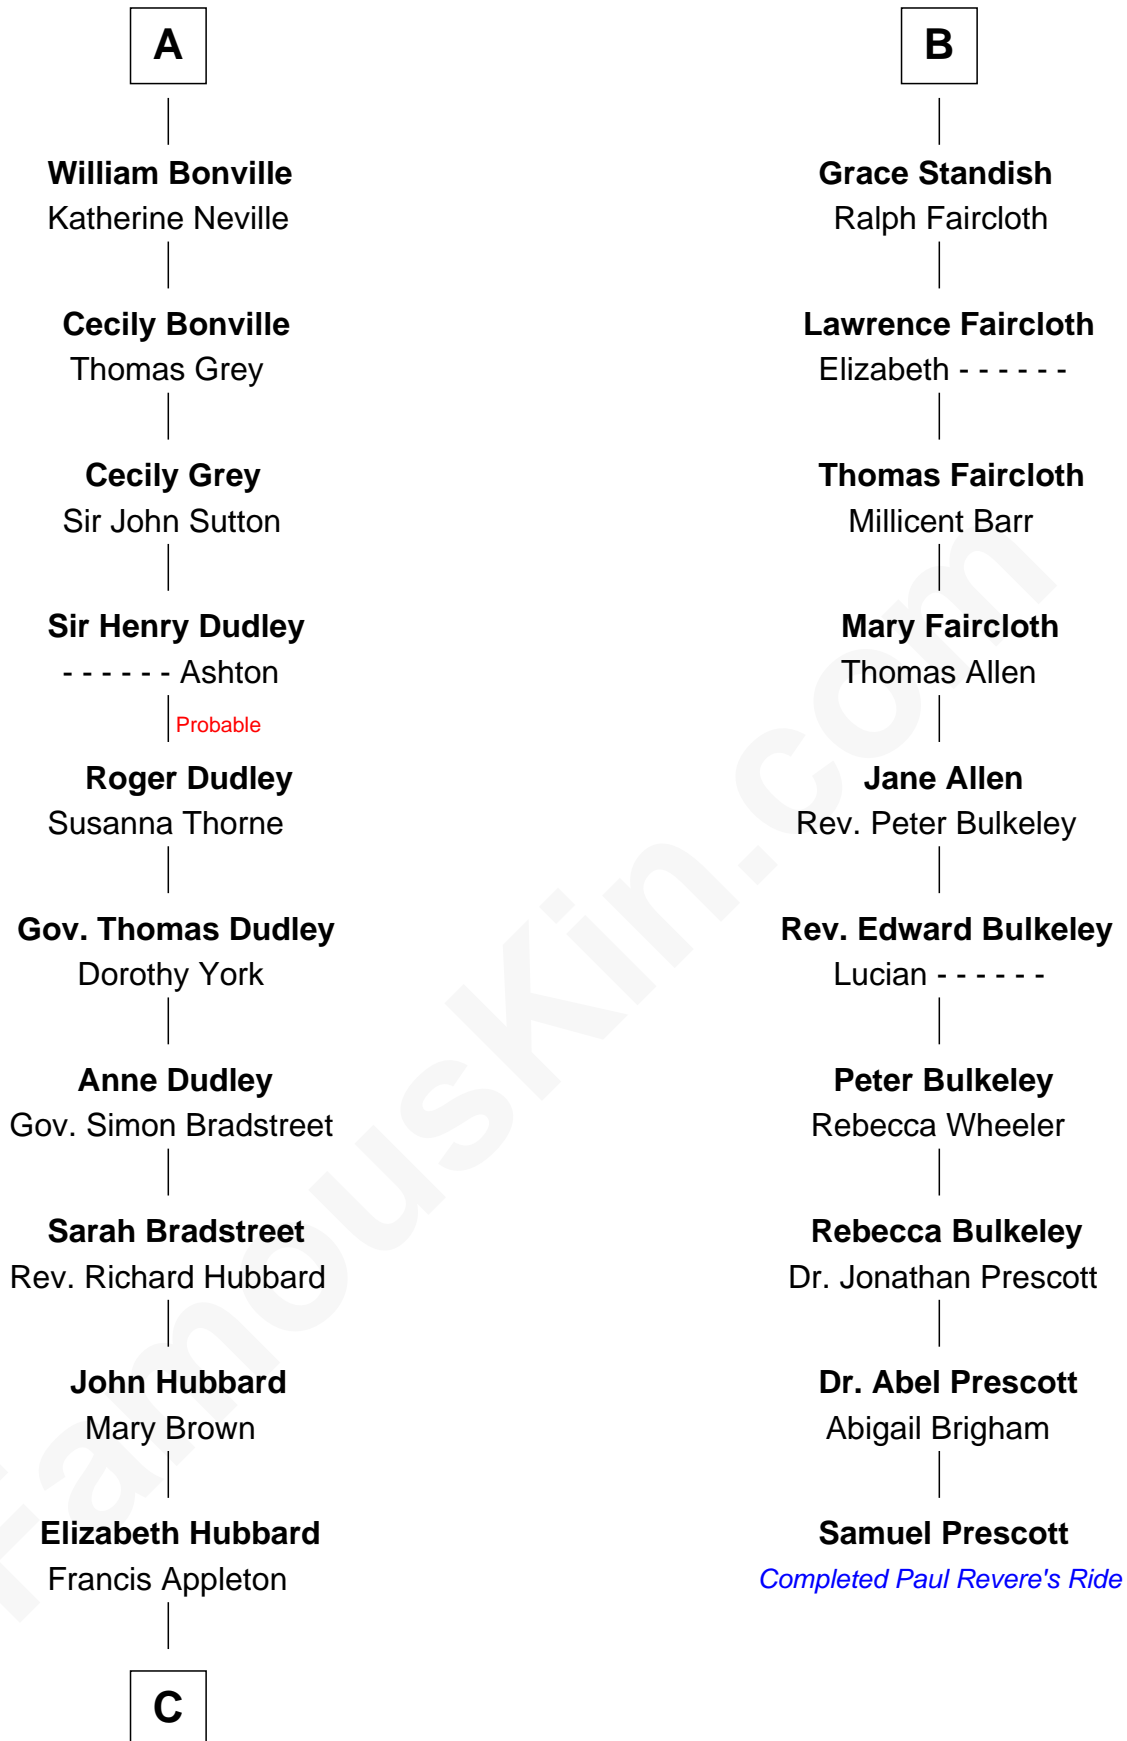 A
William Bonville
Katherine Neville
Cecily Bonville
Thomas Grey
Cecily Grey
Sir John Sutton
Sir Henry Dudley
- - - - - - Ashton
Probable
Roger Dudley
Susanna Thorne
Gov. Thomas Dudley
Dorothy York
Anne Dudley
Gov. Simon Bradstreet
Sarah Bradstreet
Rev. Richard Hubbard
John Hubbard
Mary Brown
Elizabeth Hubbard
Francis Appleton
C
B
Grace Standish
Ralph Faircloth
Lawrence Faircloth
Elizabeth - - - - - -
Thomas Faircloth
Millicent Barr
Mary Faircloth
Thomas Allen
Jane Allen
Rev. Peter Bulkeley
Rev. Edward Bulkeley
Lucian - - - - - -
Peter Bulkeley
Rebecca Wheeler
Rebecca Bulkeley
Dr. Jonathan Prescott
Dr. Abel Prescott
Abigail Brigham
Samuel Prescott
Completed Paul Revere's Ride
FamousKin.com